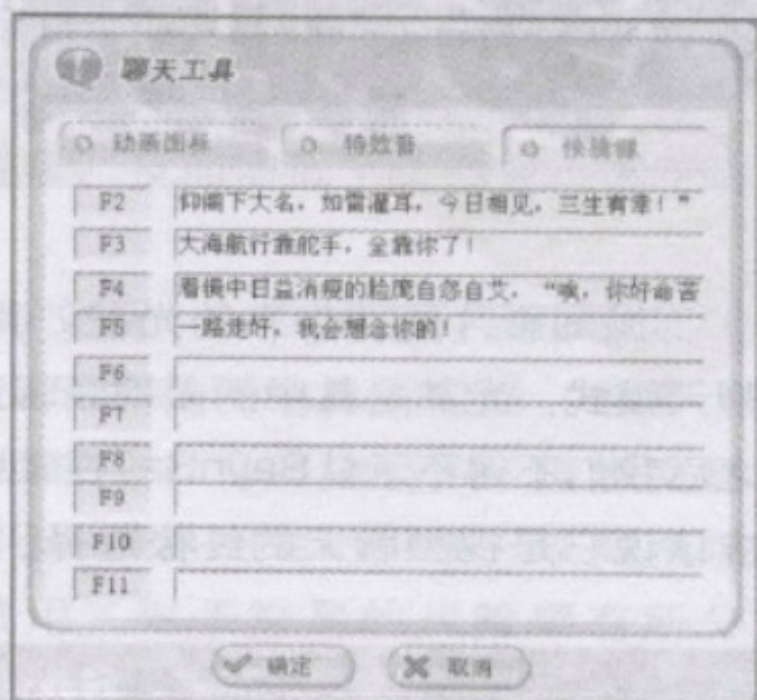 聊天工具
动画图标 特效音 快捷键
F2 仰阁下大名，如雷灌耳，今日相见，三生有幸！”
F3 大海航行靠舵手，全靠你了！
F4 看镜中日益消瘦的脸庞自怨自艾，“唉，你好命苦
F5 一路走好，我会想念你的！
F6
F7
F8
F9
F10
F11
确定 取消